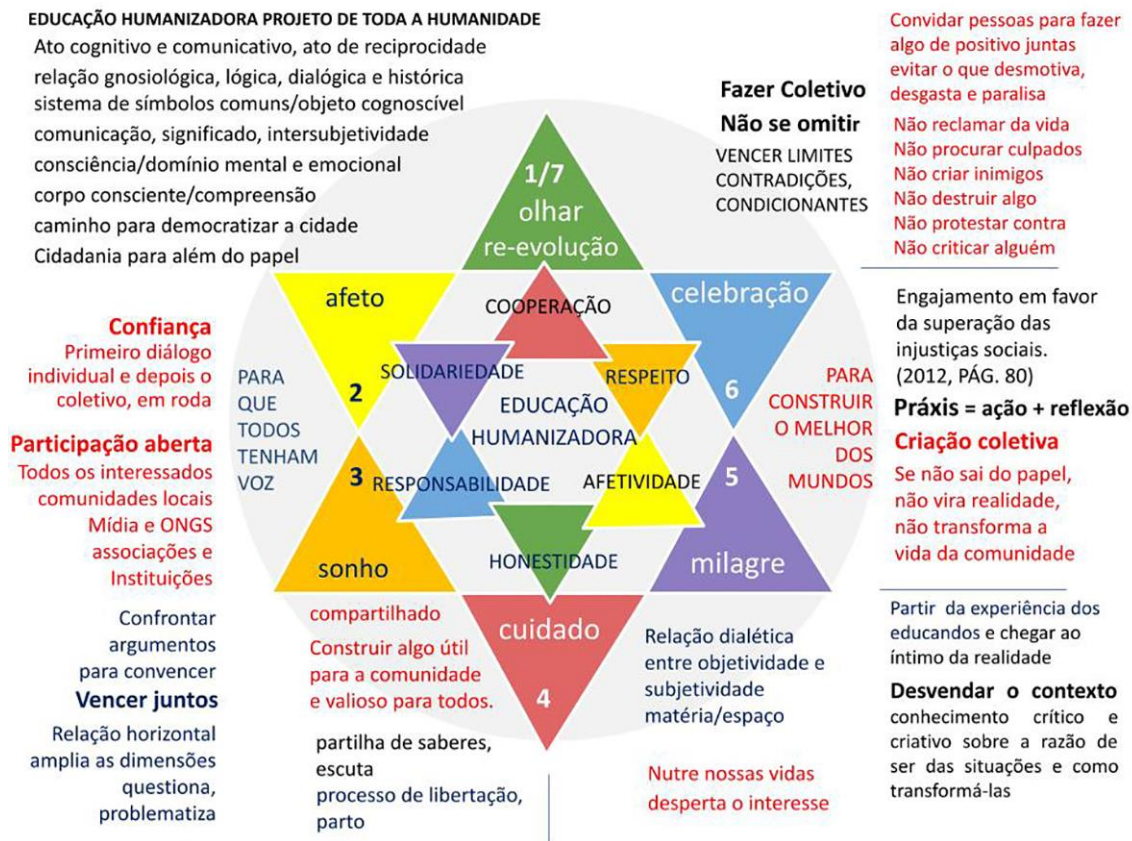 EDUCAÇÃO HUMANIZADORA PROJETO DE TODA A HUMANIDADE
Ato cognitivo e comunicativo, ato de reciprocidade
relação gnosiológica, lógica, dialógica e histórica
sistema de símbolos comuns/objeto cognoscível
comunicação, significado, intersubjetividade
consciência/domínio mental e emocional
corpo consciente/compreensão
caminho para democratizar a cidade
Cidadania para além do papel
Fazer Coletivo
Não se omitir
VENCER LIMITES
CONTRADIÇÕES,
CONDICIONANTES
Convidar pessoas para fazer
algo de positivo juntas
evitar o que desmotiva,
desgasta e paralisa
Não reclamar da vida
Não procurar culpados
Não criar inimigos
Não destruir algo
Não protestar contra
Não criticar alguém
1/7
olhar
re-evolução
afeto
2
celebração
6
COOPERAÇÃO
SOLIDARIEDADE
RESPEITO
EDUCAÇÃO
HUMANIZADORA
RESPONSABILIDADE
AFETIVIDADE
HONESTIDADE
Confiança
Primeiro diálogo
individual e depois o
coletivo, em roda
PARA
QUE
TODOS
TENHAM
VOZ
PARA
CONSTRUIR
O MELHOR
DOS
MUNDOS
Engajamento em favor
da superação das
injustiças sociais.
(2012, PÁG. 80)
Práxis = ação + reflexão
Criação coletiva
Se não sai do papel,
não vira realidade,
não transforma a
vida da comunidade
Participação aberta
Todos os interessados
comunidades locais
Mídia e ONGS
associações e
Instituições
3
sonho
5
milagre
cuidado
4
Confrontar
argumentos
para convencer
Vencer juntos
Relação horizontal
amplia as dimensões
questiona,
problematiza
compartilhado
Construir algo útil
para a comunidade
e valioso para todos.
partilha de saberes,
escuta
processo de libertação,
parto
Relação dialética
entre objetividade e
subjetividade
matéria/espaço
Nutre nossas vidas
desperta o interesse
Partir da experiência dos
educandos e chegar ao
íntimo da realidade
Desvendar o contexto
conhecimento crítico e
criativo sobre a razão de
ser das situações e como
transformá-las